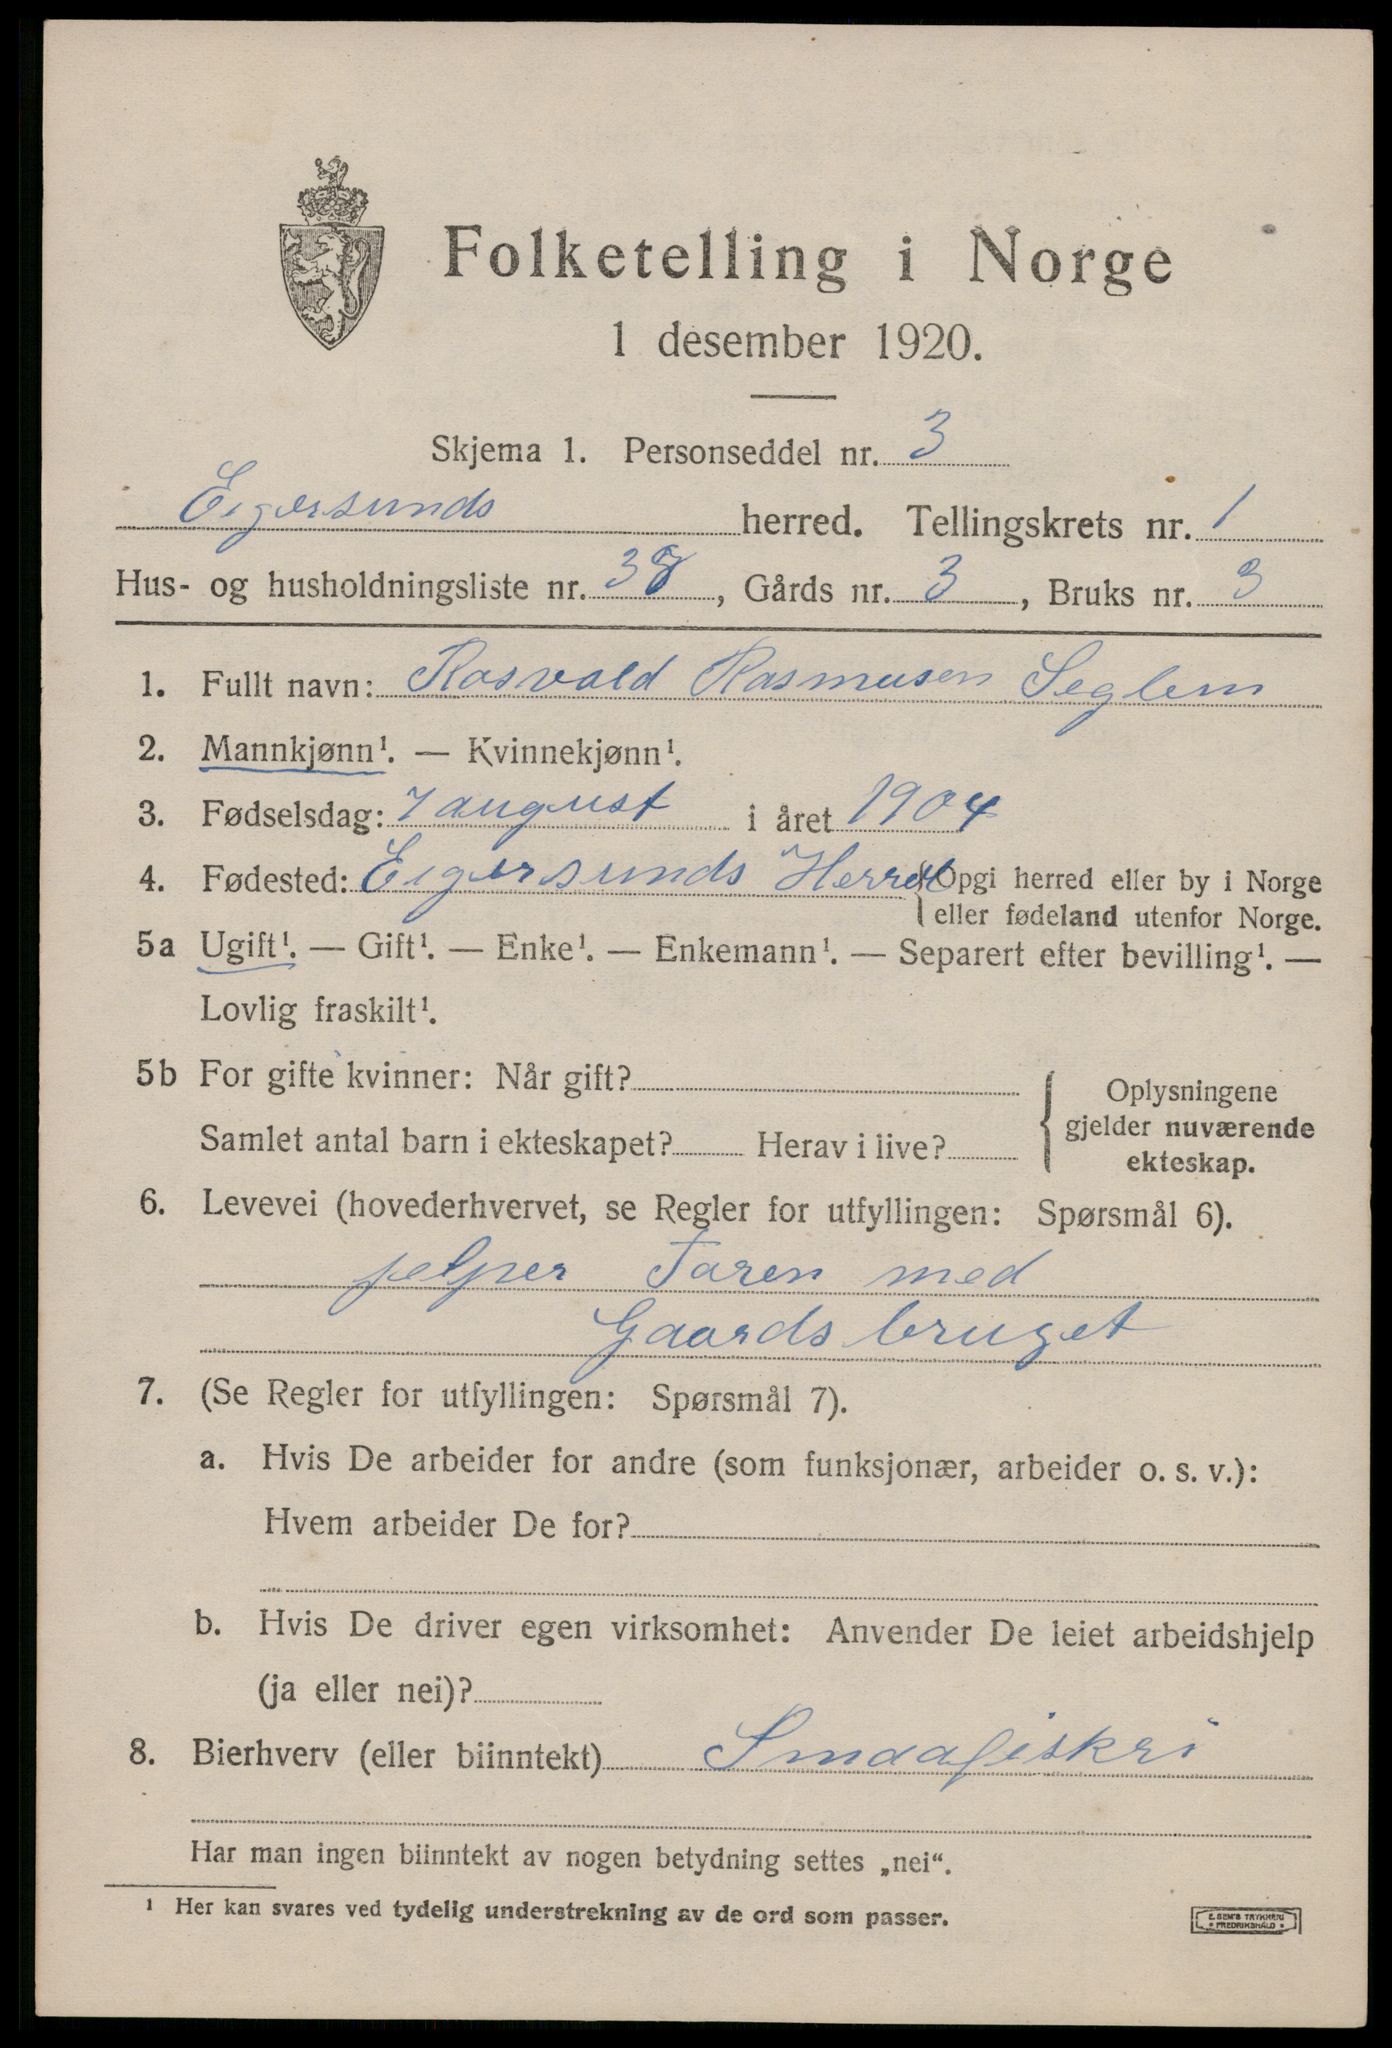 Folketelling i Norge
1 desember 1920.
Skjema 1. Personseddel nr. 3
Eigersunds herred. Tellingskrets nr. 1
Hus- og husholdningsliste nr. 38, Gårds nr. 3, Bruks nr. 3
1. Fullt navn: Rasvald Rasmusen Seglem
2. Mannkjønn¹. — Kvinnekjønn¹.
3. Fødselsdag: 7 august i året 1904
4. Fødested: Eigersunds Herred { Opgi herred eller by i Norge
eller fødeland utenfor Norge.
5a Ugift¹. — Gift¹. — Enke¹. — Enkemann¹. — Separert efter bevilling¹. —
Lovlig fraskilt¹.
5b For gifte kvinner: Når gift?
Samlet antal barn i ekteskapet? Herav i live?
Oplysningene
gjelder nuværende
ekteskap.
6. Levevei (hovederhvervet, se Regler for utfyllingen: Spørsmål 6).
jelper Faren med
Gaardsbruget
7. (Se Regler for utfyllingen: Spørsmål 7).
a. Hvis De arbeider for andre (som funksjonær, arbeider o. s. v.):
Hvem arbeider De for?
b. Hvis De driver egen virksomhet: Anvender De leiet arbeidshjelp
(ja eller nei)?
8. Bierhverv (eller biinntekt) Smaafiskri
Har man ingen biinntekt av nogen betydning settes „nei“.
¹ Her kan svares ved tydelig understrekning av de ord som passer.
E. SEM'S TRYKKERI
FREDRIKSHALD